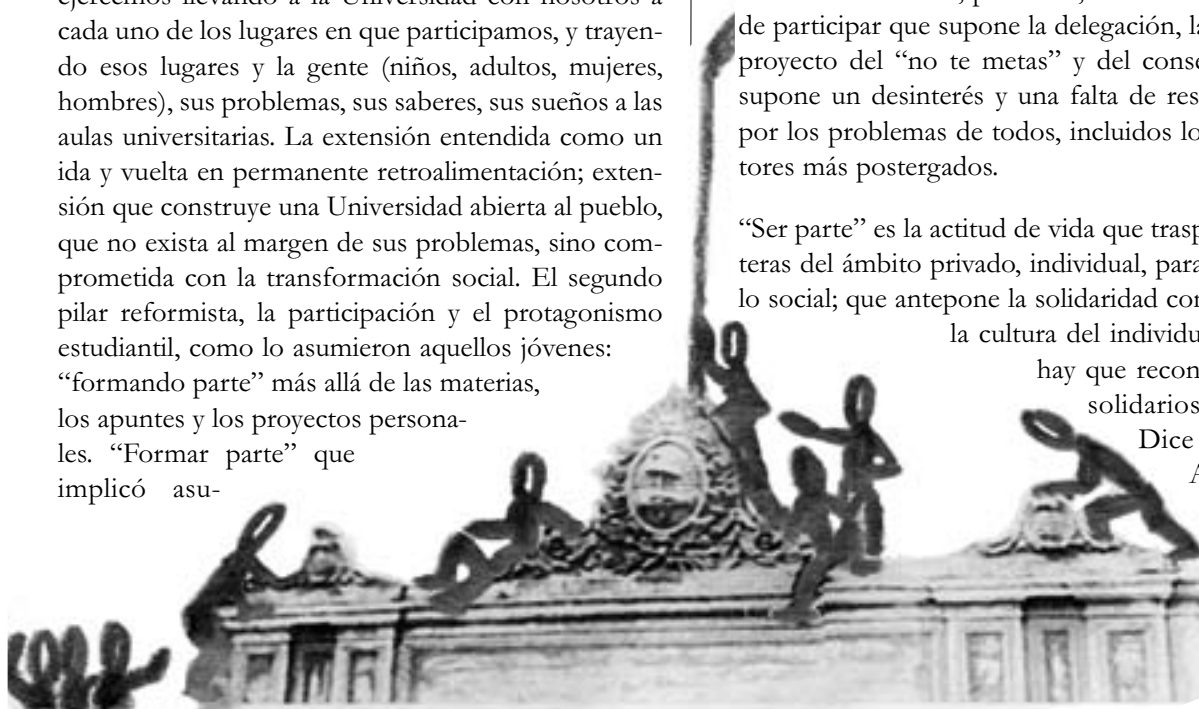 ejercemos llevando a la Universidad con nosotros a
cada uno de los lugares en que participamos, y trayen-
do esos lugares y la gente (niños, adultos, mujeres,
hombres), sus problemas, sus saberes, sus sueños a las
aulas universitarias. La extensión entendida como un
ida y vuelta en permanente retroalimentación; exten-
sión que construye una Universidad abierta al pueblo,
que no exista al margen de sus problemas, sino com-
prometida con la transformación social. El segundo
pilar reformista, la participación y el protagonismo
estudiantil, como lo asumieron aquellos jóvenes:
“formando parte” más allá de las materias,
los apuntes y los proyectos persona-
les. “Formar parte” que
implicó asu-
de participar que supone la delegación, la
proyecto del “no te metas” y del conse
supone un desinterés y una falta de res
por los problemas de todos, incluidos lo
tores más postergados.
“Ser parte” es la actitud de vida que trasp
teras del ámbito privado, individual, para
lo social; que antepone la solidaridad con
la cultura del individu
hay que recon
solidarios
Dice
A